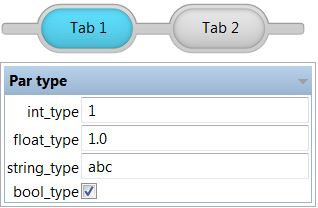 Tab 1 Tab 2
Par type
int_type 1
float_type 1.0
string_type abc
bool_type